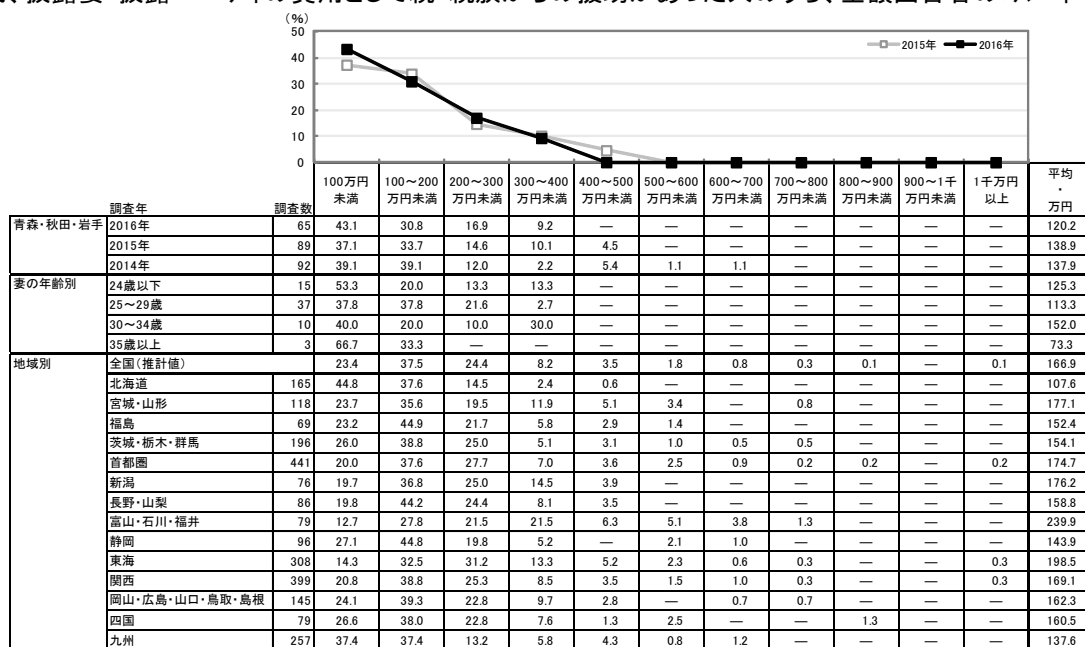 (%)
50
40
30
20
10
0
2015年 2016年
調査年 調査数 100万円未満 100～200万円未満 200～300万円未満 300～400万円未満 400～500万円未満 500～600万円未満 600～700万円未満 700～800万円未満 800～900万円未満 900～1千万円未満 1千万円以上 平均・万円
青森・秋田・岩手 2016年 65 43.1 30.8 16.9 9.2 — — — — — — — 120.2
2015年 89 37.1 33.7 14.6 10.1 4.5 — — — — — — 138.9
2014年 92 39.1 39.1 12.0 2.2 5.4 1.1 1.1 — — — — 137.9
妻の年齢別 24歳以下 15 53.3 20.0 13.3 13.3 — — — — — — — 125.3
25～29歳 37 37.8 37.8 21.6 2.7 — — — — — — — 113.3
30～34歳 10 40.0 20.0 10.0 30.0 — — — — — — — 152.0
35歳以上 3 66.7 33.3 — — — — — — — — — 73.3
地域別 全国(推計値) 23.4 37.5 24.4 8.2 3.5 1.8 0.8 0.3 0.1 — 0.1 166.9
北海道 165 44.8 37.6 14.5 2.4 0.6 — — — — — — 107.6
宮城・山形 118 23.7 35.6 19.5 11.9 5.1 3.4 — 0.8 — — — 177.1
福島 69 23.2 44.9 21.7 5.8 2.9 1.4 — — — — — 152.4
茨城・栃木・群馬 196 26.0 38.8 25.0 5.1 3.1 1.0 0.5 0.5 — — — 154.1
首都圏 441 20.0 37.6 27.7 7.0 3.6 2.5 0.9 0.2 0.2 — 0.2 174.7
新潟 76 19.7 36.8 25.0 14.5 3.9 — — — — — — 176.2
長野・山梨 86 19.8 44.2 24.4 8.1 3.5 — — — — — — 158.8
富山・石川・福井 79 12.7 27.8 21.5 21.5 6.3 5.1 3.8 1.3 — — — 239.9
静岡 96 27.1 44.8 19.8 5.2 — 2.1 1.0 — — — — 143.9
東海 308 14.3 32.5 31.2 13.3 5.2 2.3 0.6 0.3 — — 0.3 198.5
関西 399 20.8 38.8 25.3 8.5 3.5 1.5 1.0 0.3 — — 0.3 169.1
岡山・広島・山口・鳥取・島根 145 24.1 39.3 22.8 9.7 2.8 — 0.7 0.7 — — — 162.3
四国 79 26.6 38.0 22.8 7.6 1.3 2.5 — — 1.3 — — 160.5
九州 257 37.4 37.4 13.2 5.8 4.3 0.8 1.2 — — — — 137.6